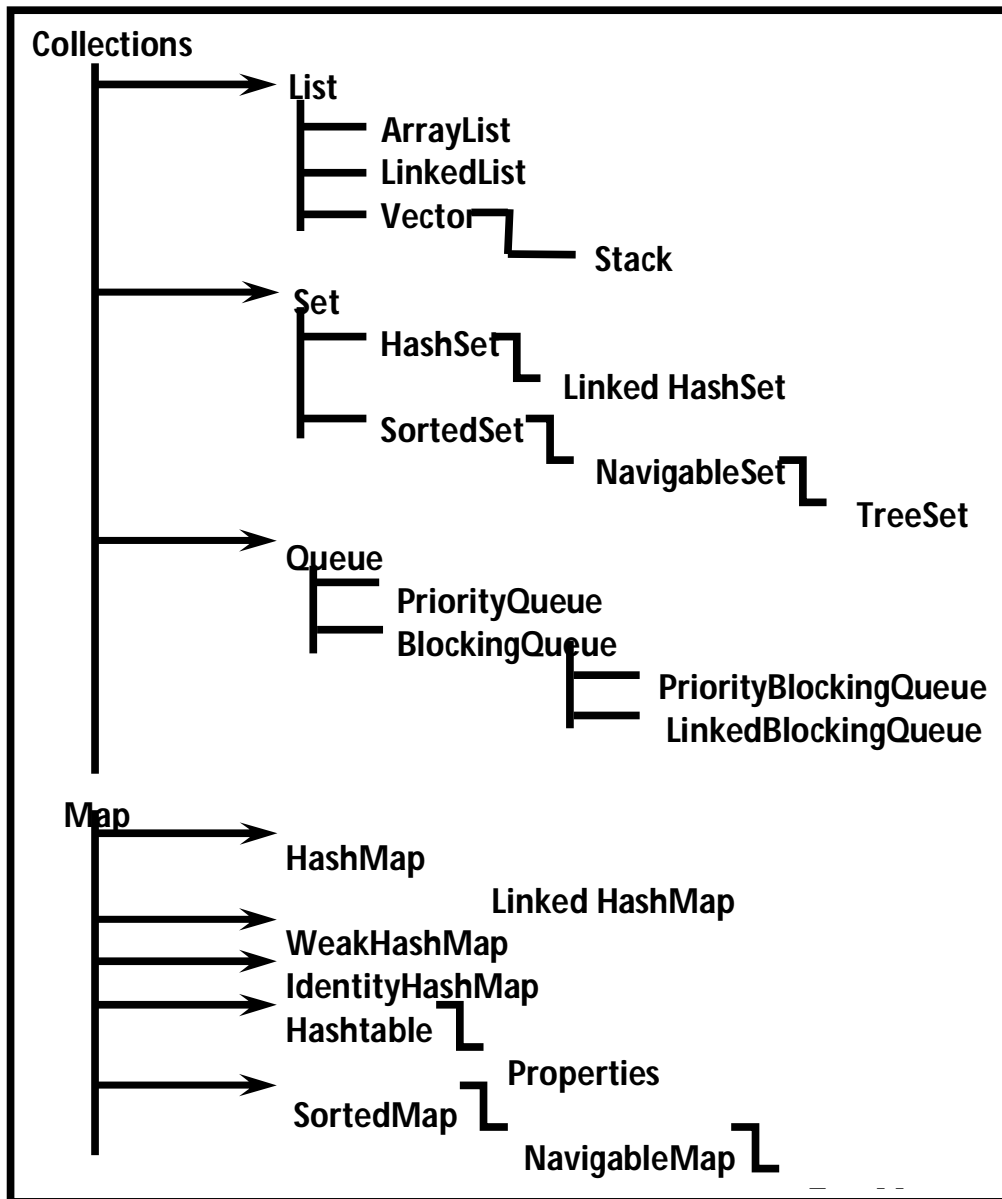 Collections
List
ArrayList
LinkedList
Vector
Stack
Set
HashSet
Linked HashSet
SortedSet
NavigableSet
TreeSet
Queue
PriorityQueue
BlockingQueue
PriorityBlockingQueue
LinkedBlockingQueue
Map
HashMap
Linked HashMap
WeakHashMap
IdentityHashMap
Hashtable
Properties
SortedMap
NavigableMap